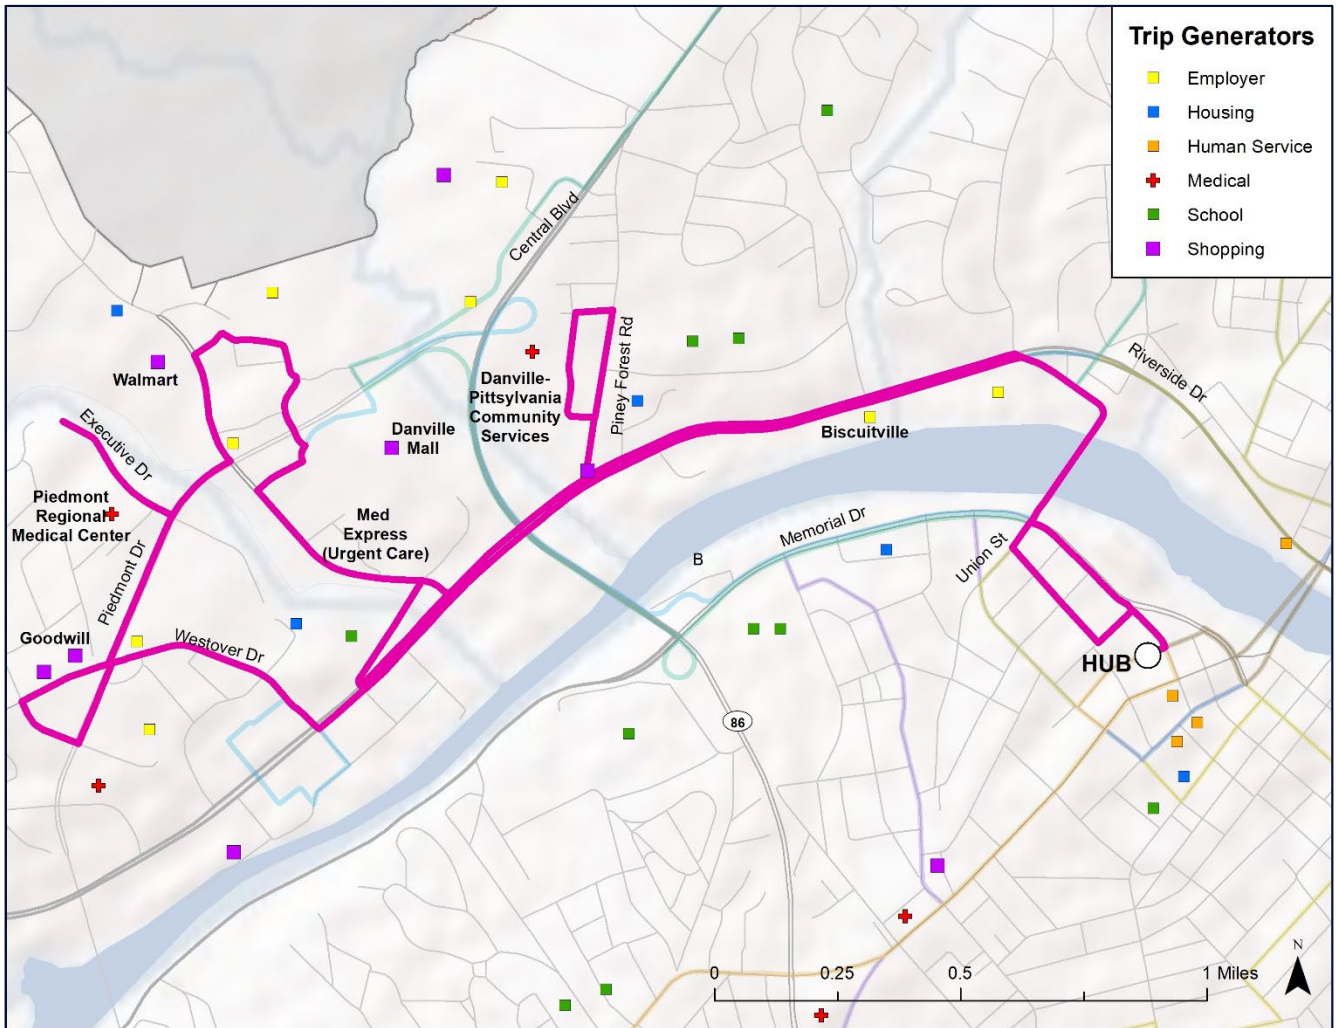 Trip Generators
Employer
Housing
Human Service
Medical
School
Shopping
Central Blvd
Piney Forest Rd
Riverside Dr
Walmart
Danville-
Pittsylvania
Community
Services
Executive Dr
Danville
Mall
Biscuitville
Piedmont
Regional
Medical Center
Med
Express
(Urgent Care)
Memorial Dr
B
Union St
Piedmont Dr
Goodwill
Westover Dr
HUB
86
N
0 0.25 0.5 1 Miles